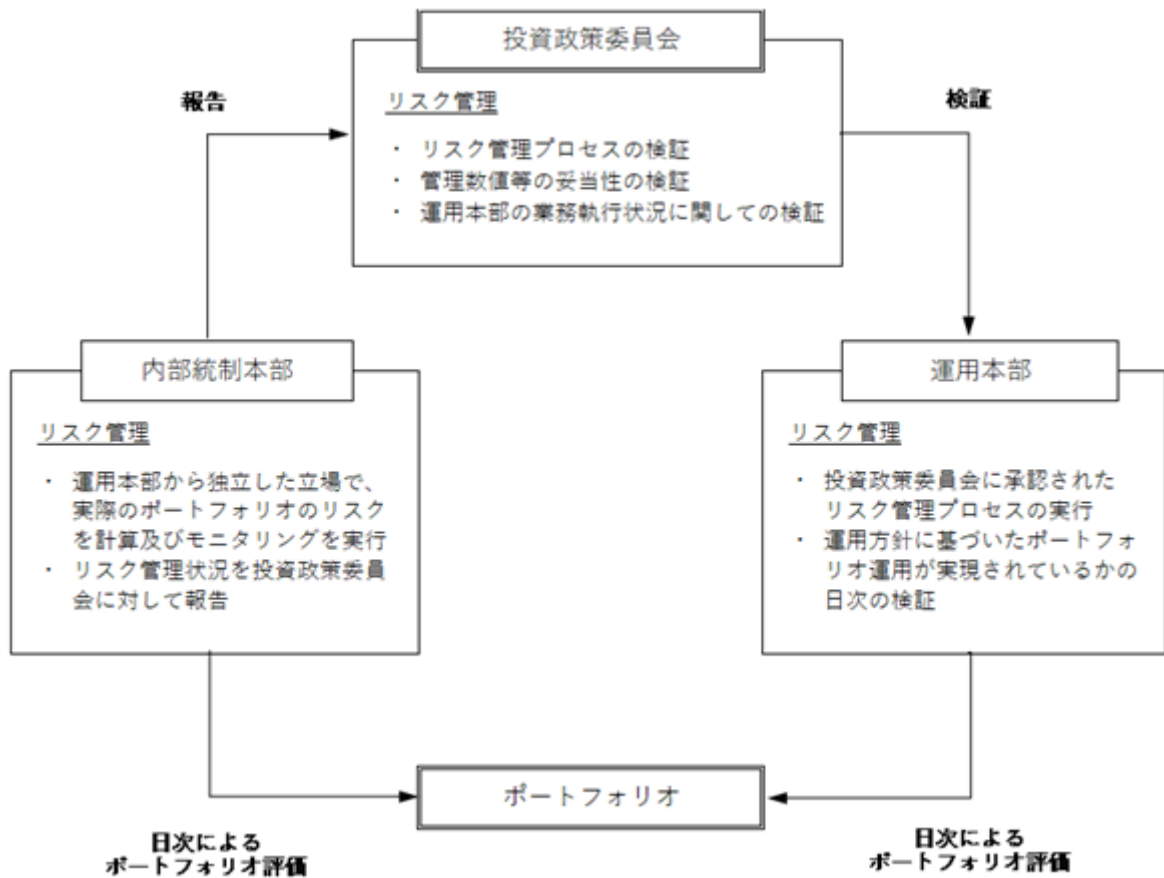 投資政策委員会
報告
検証
リスク管理
・ リスク管理プロセスの検証
・ 管理数値等の妥当性の検証
・ 運用本部の業務執行状況に関しての検証
内部統制本部
リスク管理
・ 運用本部から独立した立場で、
実際のポートフォリオのリスク
を計算及びモニタリングを実行
・ リスク管理状況を投資政策委員
会に対して報告
運用本部
リスク管理
・ 投資政策委員会に承認された
リスク管理プロセスの実行
・ 運用方針に基づいたポートフォ
リオ運用が実現されているかの
日次の検証
ポートフォリオ
日次による
ポートフォリオ評価
日次による
ポートフォリオ評価